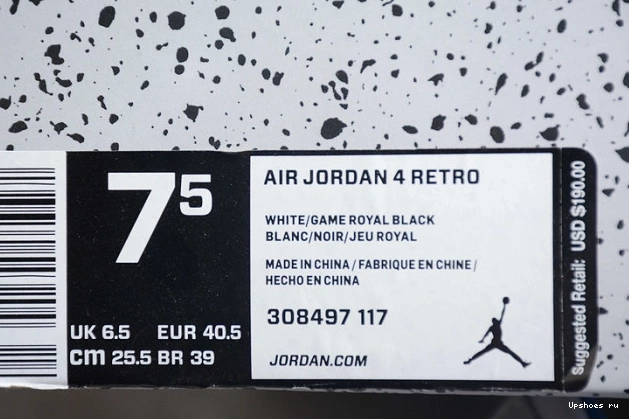 7 5
UK 6.5 EUR 40.5
cm 25.5 BR 39
AIR JORDAN 4 RETRO
WHITE/GAME ROYAL BLACK
BLANC/NOIR/JEU ROYAL
MADE IN CHINA / FABRIQUE EN CHINE /
HECHO EN CHINA
308497 117
JORDAN.COM
Suggested Retail: USD $190.00
Upshoes ru